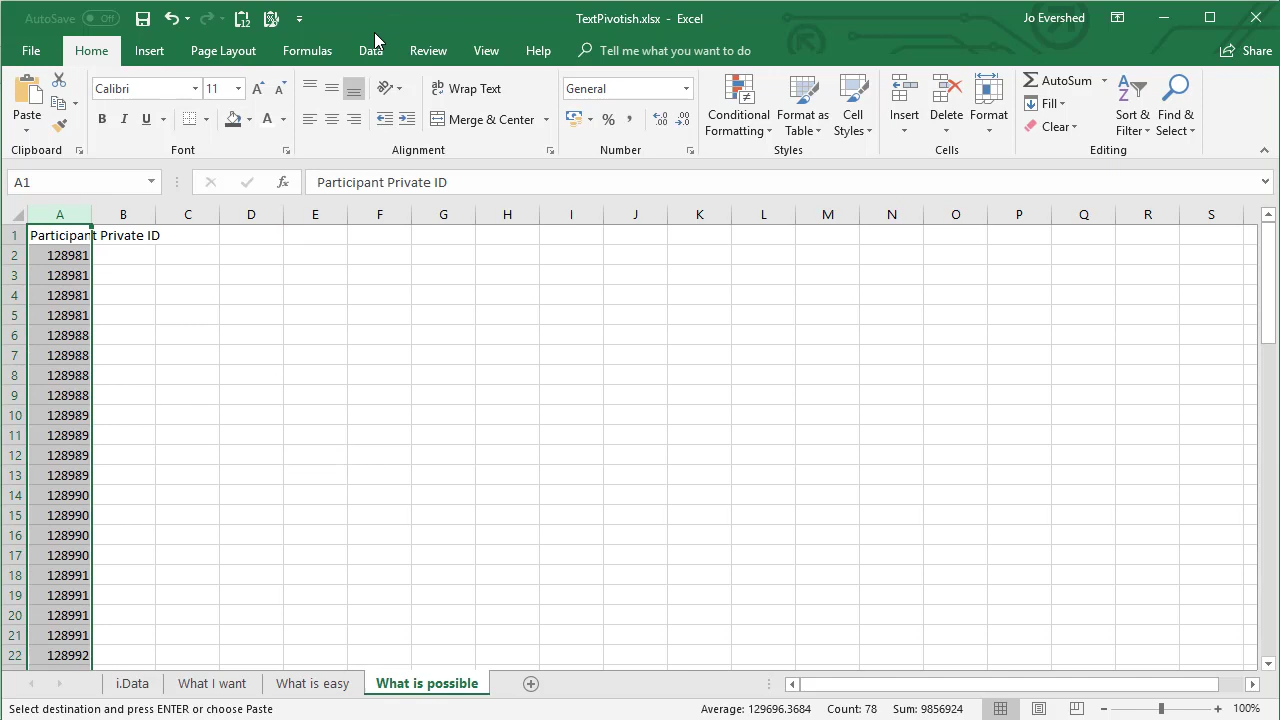 AutoSave Off TextPivotish.xlsx - Excel Jo Evershed
File Home Insert Page Layout Formulas Data Review View Help Tell me what you want to do Share
Paste Calibri 11 B I U A Wrap Text Merge & Center General % Conditional Formatting Format as Table Cell Styles Insert Delete Format AutoSum Fill Clear Sort & Filter Find & Select
Clipboard Font Alignment Number Styles Cells Editing
A1 fx Participant Private ID
A B C D E F G H I J K L M N O P Q R S
1 Participant Private ID
2 128981
3 128981
4 128981
5 128981
6 128988
7 128988
8 128988
9 128988
10 128989
11 128989
12 128989
13 128989
14 128990
15 128990
16 128990
17 128990
18 128991
19 128991
20 128991
21 128991
22 128992
i.Data What I want What is easy What is possible
Select destination and press ENTER or choose Paste Average: 129696.3684 Count: 78 Sum: 9856924 100%